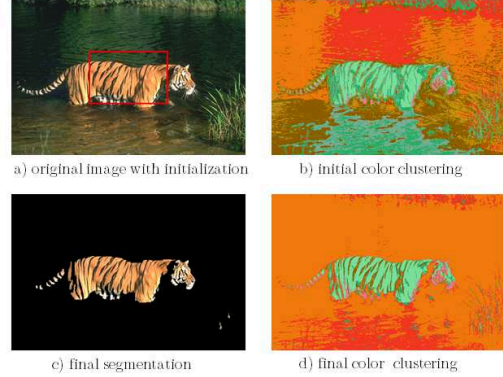 a) original image with initialization
b) initial color clustering
c) final segmentation
d) final color clustering